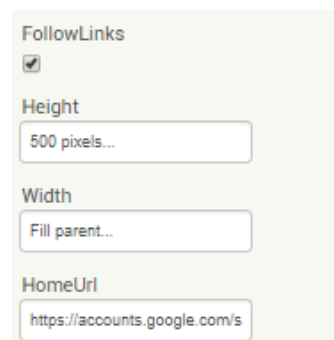 FollowLinks
Height
500 pixels...
Width
Fill parent...
HomeUrl
https://accounts.google.com/s